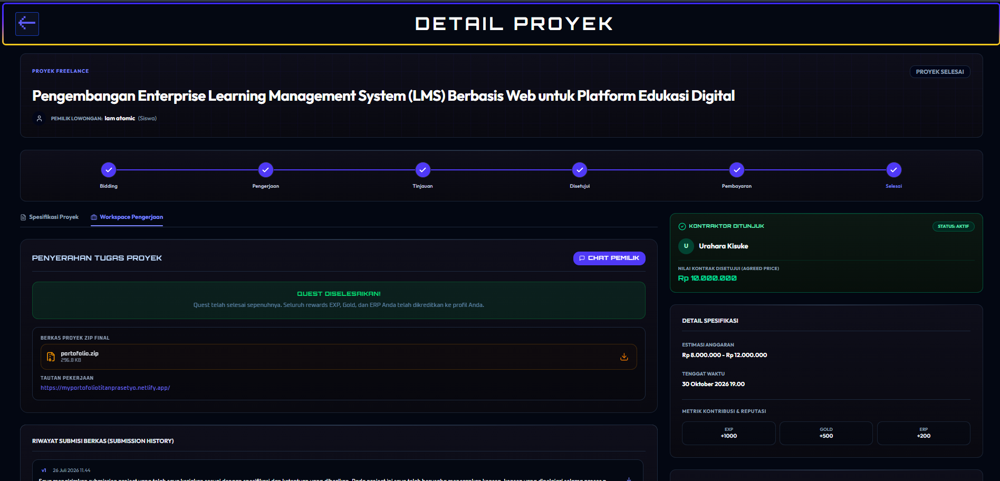 DETAIL PROYEK
PROYEK FREELANCE
PROYEK SELESAI
Pengembangan Enterprise Learning Management System (LMS) Berbasis Web untuk Platform Edukasi Digital
PEMILIK LOWONGAN: Iam atomic (Siswa)
Bidding
Pengerjaan
Tinjauan
Disetujui
Pembayaran
Selesai
Spesifikasi Proyek
Workspace Pengerjaan
PENYERAHAN TUGAS PROYEK
CHAT PEMILIK
QUEST DISELESAIKAN!
Quest telah selesai sepenuhnya. Seluruh rewards EXP, Gold, dan ERP Anda telah dikreditkan ke profil Anda.
BERKAS PROYEK ZIP FINAL
portofolio.zip
296.8 KB
TAUTAN PEKERJAAN
https://myportofoliotitanprasetyo.netlify.app/
RIWAYAT SUBMISI BERKAS (SUBMISSION HISTORY)
v1 26 Juli 2026 11.44
Saya mengirimkan submission project yang telah saya kerjakan sesuai dengan spesifikasi dan ketentuan yang diberikan. Pada project ini saya telah berusaha menerapkan konsep-konsep yang dipelajari selama proses p
KONTRAKTOR DITUNJUK
STATUS: AKTIF
U
Urahara Kisuke
NILAI KONTRAK DISETUJUI (AGREED PRICE)
Rp 10.000.000
DETAIL SPESIFIKASI
ESTIMASI ANGGARAN
Rp 8.000.000 - Rp 12.000.000
TENGGAT WAKTU
30 Oktober 2026 19.00
METRIK KONTRIBUSI & REPUTASI
EXP
+1000
GOLD
+500
ERP
+200